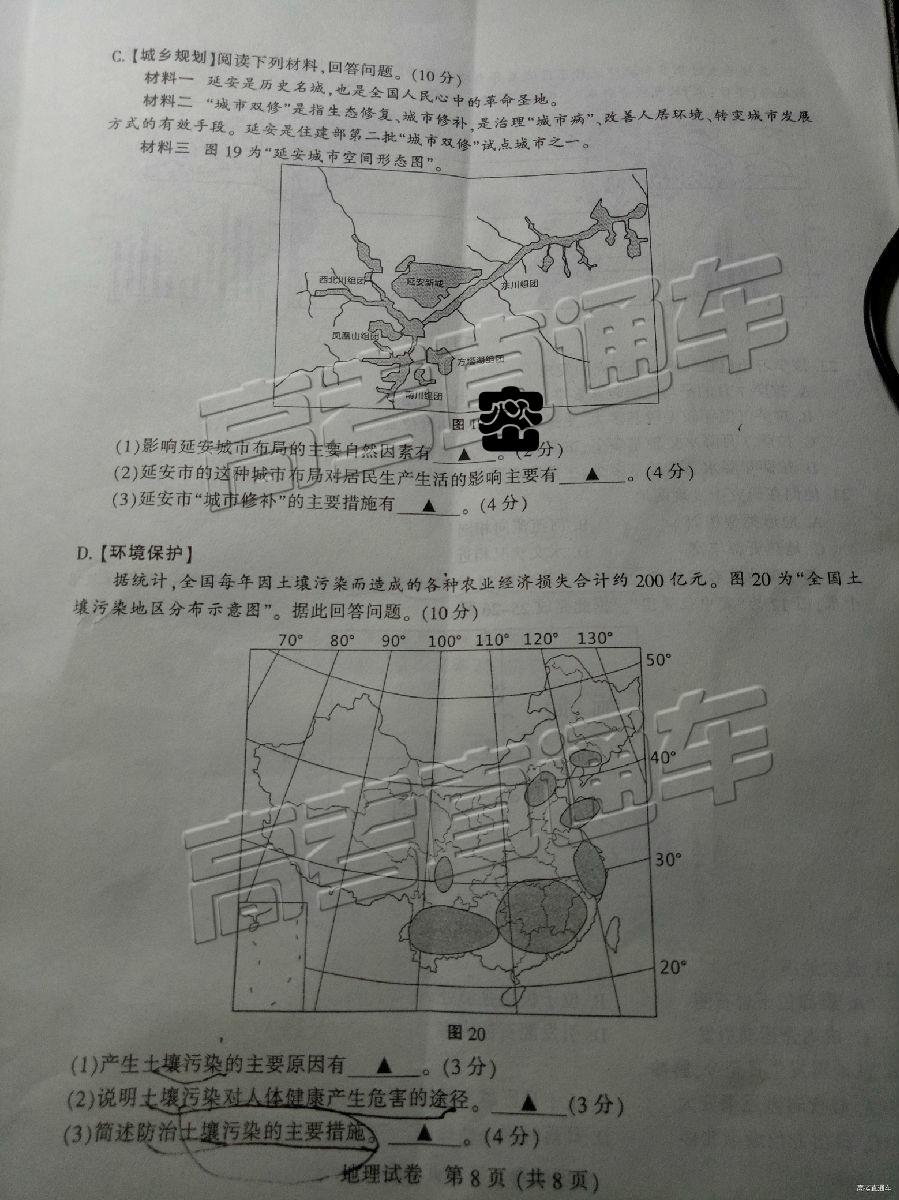 C.【城乡规划】阅读下列材料,回答问题。(10分)
材料一 延安是历史名城,也是全国人民心中的革命圣地。
材料二 “城市双修”是指生态修复、城市修补,是治理“城市病”、改善人居环境、转变城市发展
方式的有效手段。延安是住建部第二批“城市双修”试点城市之一。
材料三 图19为“延安城市空间形态图”。
西北川组团
延安新城
东川组团
凤凰山组团
方塔湖组团
南川组团
图1
密
(1)影响延安城市布局的主要自然因素有 ▲ 。(2分)
(2)延安市的这种城市布局对居民生产生活的影响主要有 ▲ 。(4分)
(3)延安市“城市修补”的主要措施有 ▲ 。(4分)
D.【环境保护】
据统计,全国每年因土壤污染而造成的各种农业经济损失合计约200亿元。图20为“全国土
壤污染地区分布示意图”。据此回答问题。(10分)
70° 80° 90° 100° 110° 120° 130°
50°
40°
30°
20°
图20
(1)产生土壤污染的主要原因有 ▲ 。(3分)
(2)说明土壤污染对人体健康产生危害的途径。 ▲ (3分)
(3)简述防治土壤污染的主要措施。 ▲ 。(4分)
地理试卷 第8页(共8页)
高考直通车
高考直通车
高考直通车